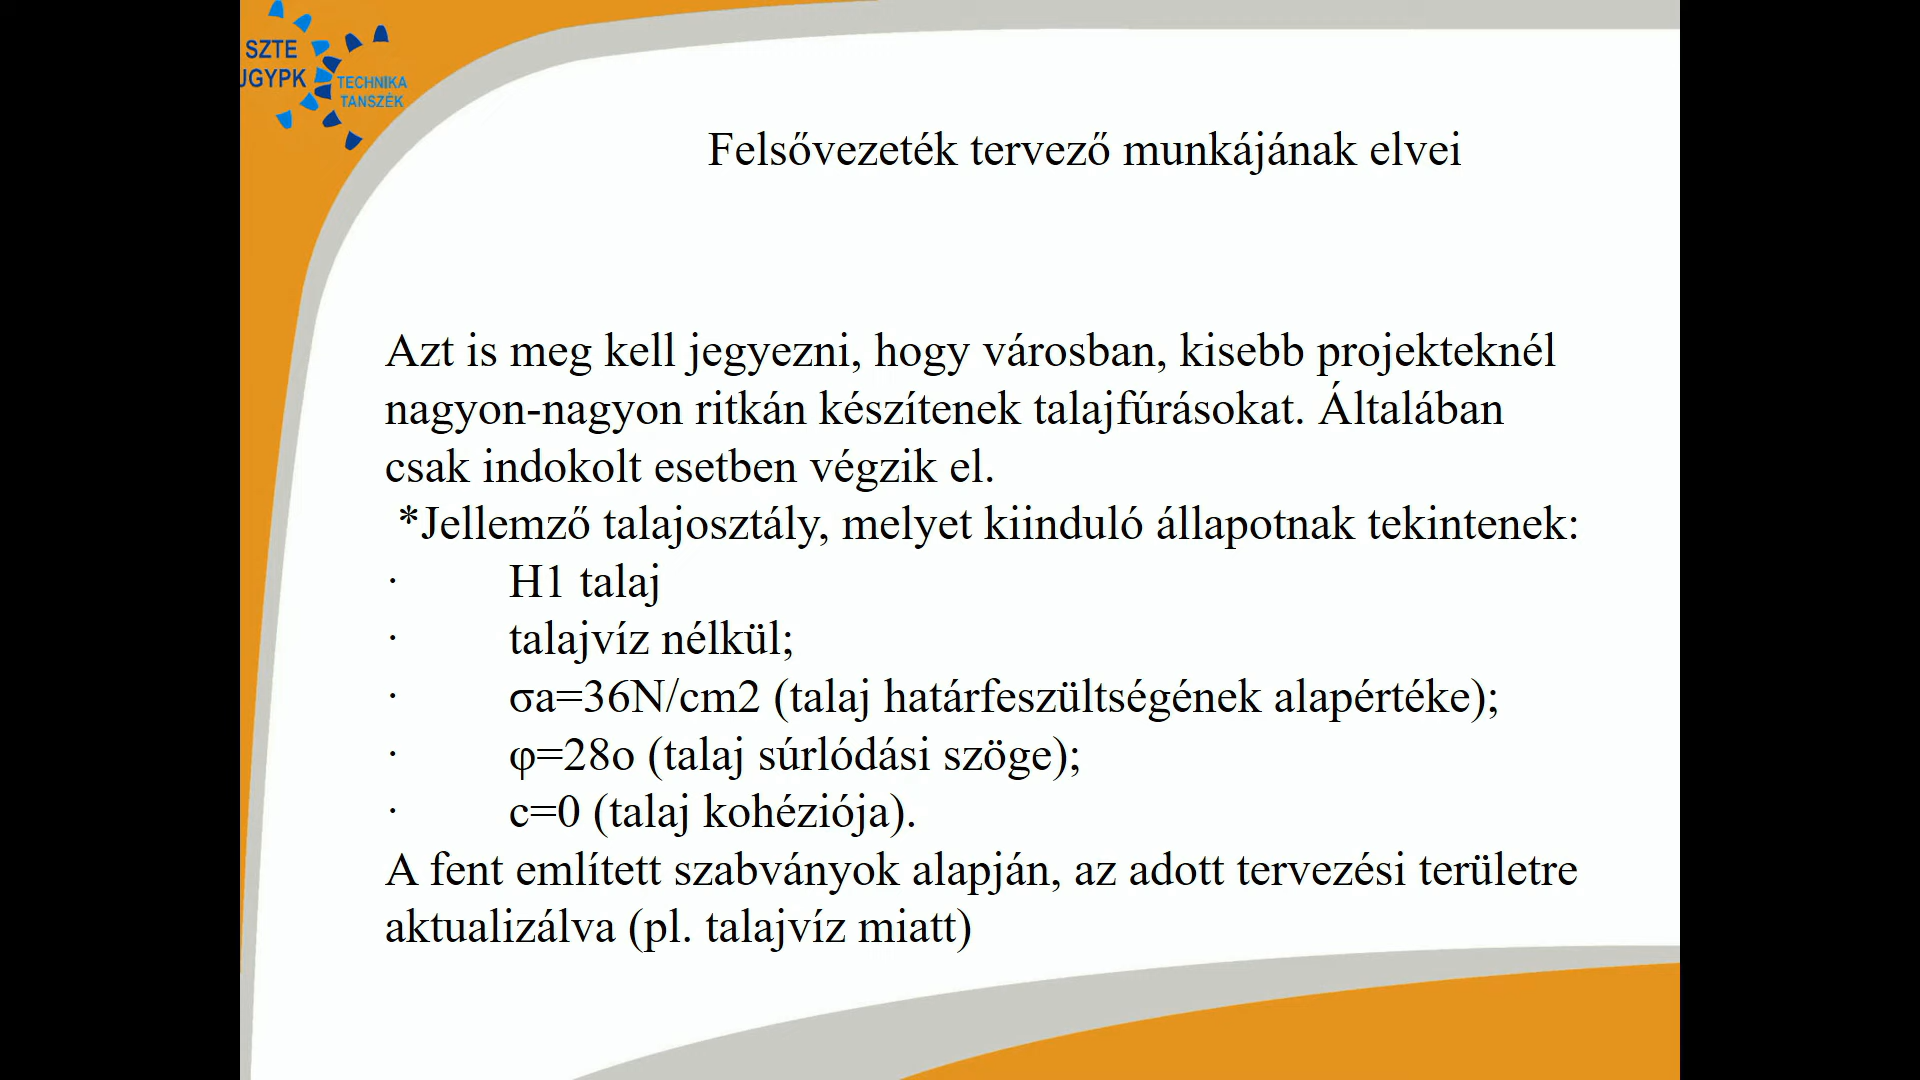 SZTE
JGYPK
TECHNIKA
TANSZÉK
Felsővezeték tervező munkájának elvei
Azt is meg kell jegyezni, hogy városban, kisebb projekteknél
nagyon-nagyon ritkán készítenek talajfúrásokat. Általában
csak indokolt esetben végzik el.
*Jellemző talajosztály, melyet kiinduló állapotnak tekintenek:
· H1 talaj
· talajvíz nélkül;
· σa=36N/cm2 (talaj határfeszültségének alapértéke);
· φ=28o (talaj súrlódási szöge);
· c=0 (talaj kohéziója).
A fent említett szabványok alapján, az adott tervezési területre
aktualizálva (pl. talajvíz miatt)